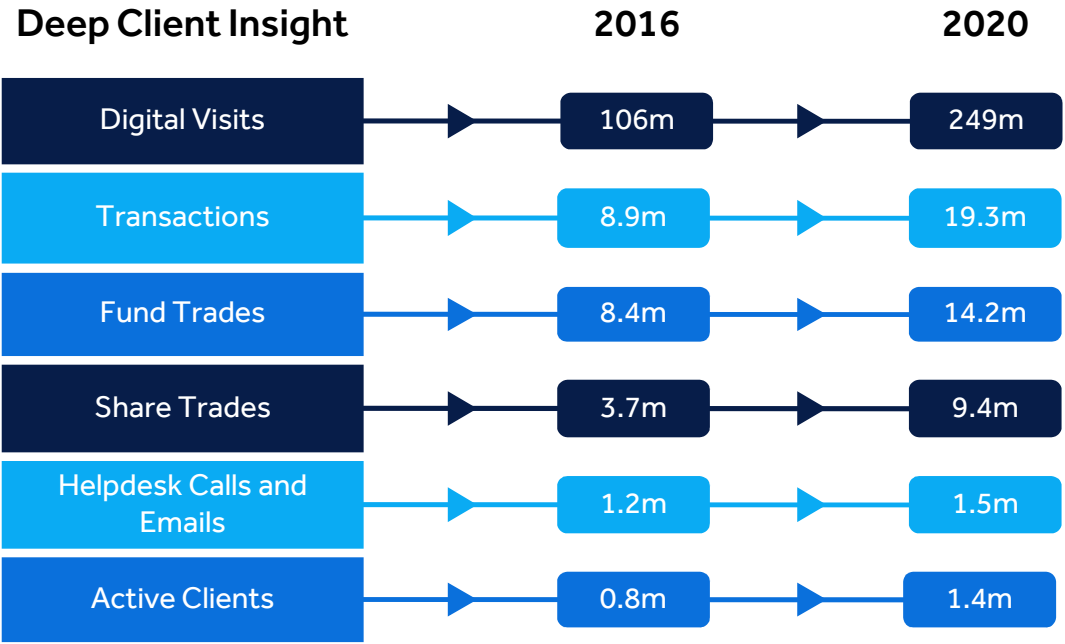 Deep Client Insight 2016 2020
Digital Visits 106m 249m
Transactions 8.9m 19.3m
Fund Trades 8.4m 14.2m
Share Trades 3.7m 9.4m
Helpdesk Calls and
Emails 1.2m 1.5m
Active Clients 0.8m 1.4m